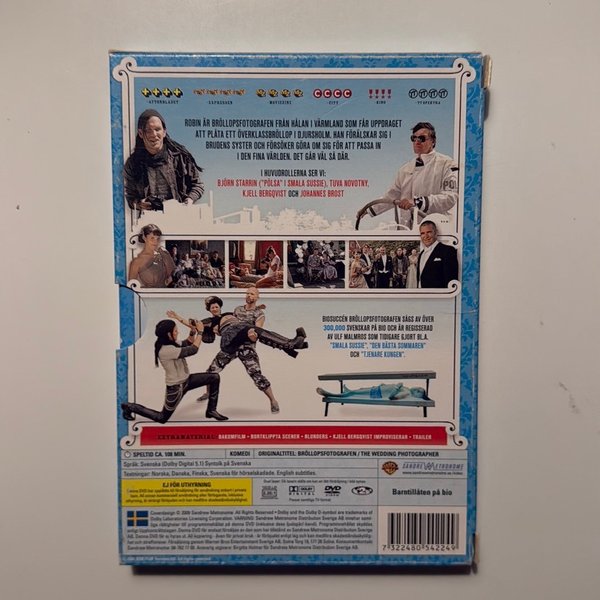 AFTONBLADET EXPRESSEN MOVIEZINE CITY KINO
ROBIN ÄR BRÖLLOPSFOTOGRAFEN FRÅN HÅLAN I VÄRMLAND SOM FÅR UPPDRAGET
ATT PLÅTA ETT ÖVERKLASSBRÖLLOP I DJURSHOLM. HAN FÖRÄLSKAR SIG I
BRUDENS SYSTER OCH FÖRSÖKER GÖRA OM SIG FÖR ATT PASSA IN
I DEN FINA VÄRLDEN. DET GÅR VÄL SÅ DÄR.
I HUVUDROLLERNA SER VI:
BJÖRN STARRIN ("PÖLSA" I SMALA SUSSIE), TUVA NOVOTNY,
KJELL BERGQVIST OCH JOHANNES BROST
BIOSUCCÉN BRÖLLOPSFOTOGRAFEN SÅGS AV ÖVER
300.000 SVENSKAR PÅ BIO OCH ÄR REGISSERAD
AV ULF MALMROS SOM TIDIGARE GJORT BL.A.
"SMALA SUSSIE", "DEN BÄSTA SOMMAREN"
OCH "TJENARE KUNGEN".
EXTRAMATERIAL: BAKOMFILM - BORTKLIPPTA SCENER - BLOOPERS - KJELL BERGQVIST IMPROVISERAR - TRAILER
SPELTID CA. 108 MIN. KOMEDI ORIGINALTITEL: BRÖLLOPSFOTOGRAFEN / THE WEDDING PHOTOGRAPHER
Språk: Svenska (Dolby Digital 5.1) Syntolk på Svenska
Textningar: Norska, Danska, Finska, Svenska för hörselskadade. English subtitles.
SANDREW METRONOME
EJ FÖR UTHYRNING
DOLBY DIGITAL
DVD VIDEO
Barntillåten på bio
7 322480 542249